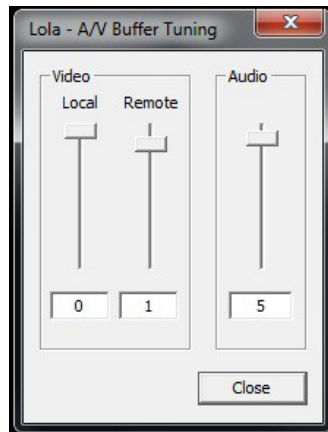 Lola - A/V Buffer Tuning
Video
Audio
Local Remote
0 1 5
Close